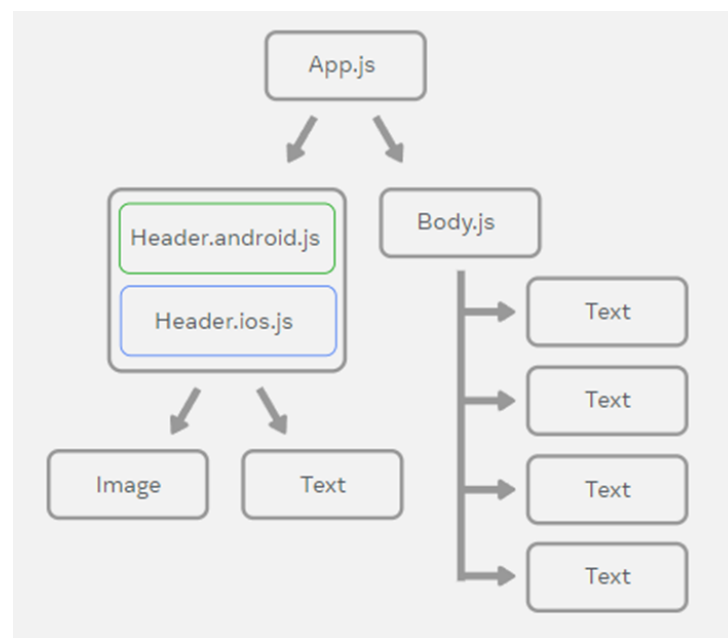 App.js
Header.android.js
Header.ios.js
Body.js
Image
Text
Text
Text
Text
Text